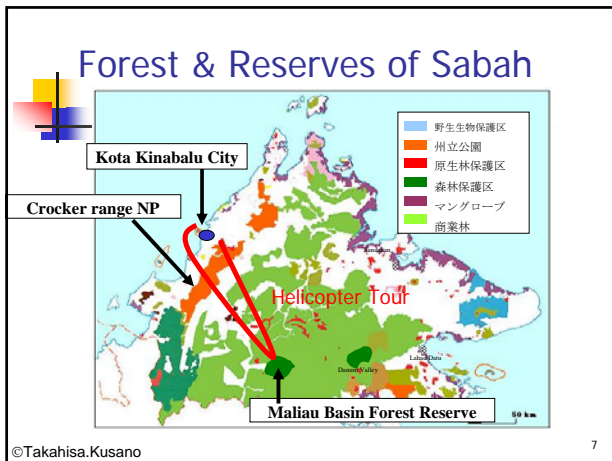 Forest & Reserves of Sabah
Kota Kinabalu City
Crocker range NP
野生生物保護区
州立公園
原生林保護区
森林保護区
マングローブ
商業林
Helicopter Tour
Danum Valley
Lahad Datu
Maliau Basin Forest Reserve
50 km
©Takahisa.Kusano
7